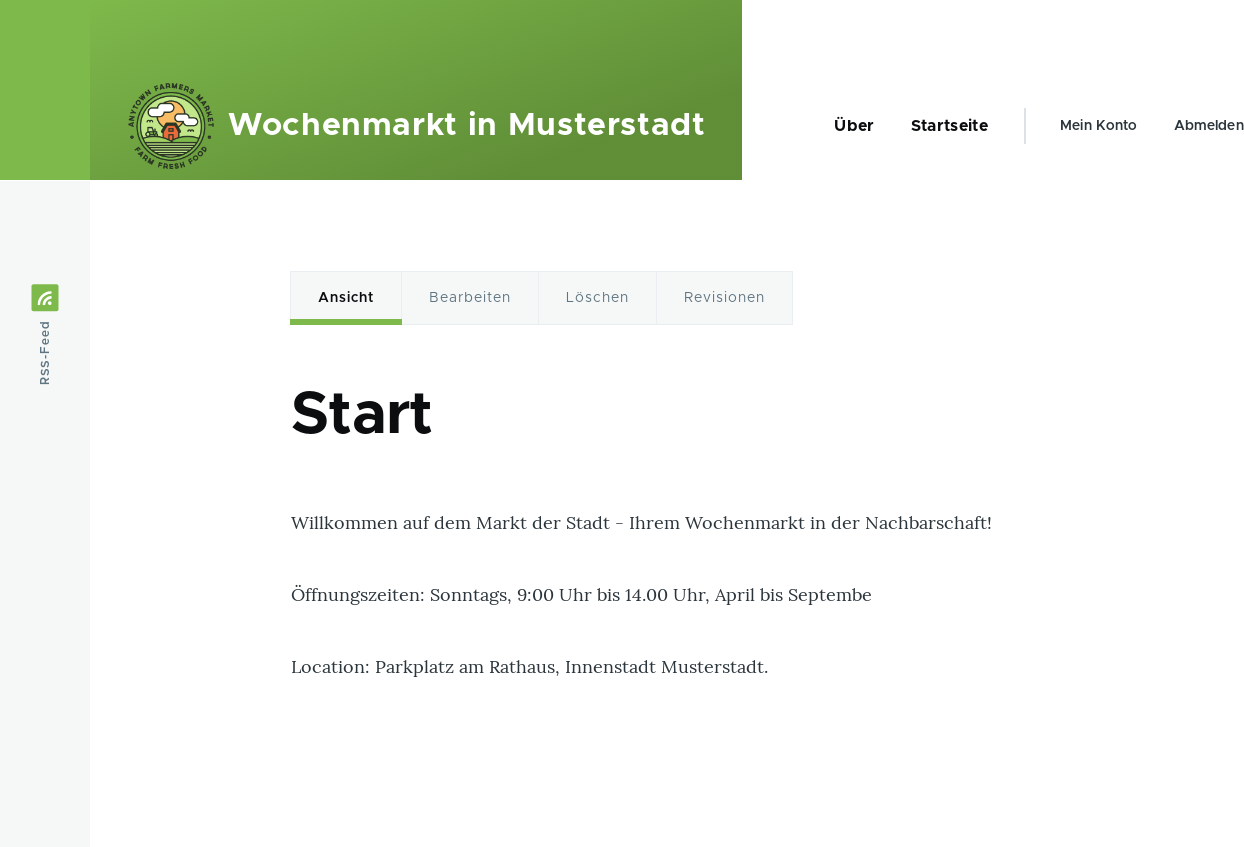 ANYTOWN FARMERS MARKET
FARM FRESH FOOD
Wochenmarkt in Musterstadt
Über
Startseite
Mein Konto
Abmelden
RSS-Feed
Ansicht
Bearbeiten
Löschen
Revisionen
Start
Willkommen auf dem Markt der Stadt - Ihrem Wochenmarkt in der Nachbarschaft!
Öffnungszeiten: Sonntags, 9:00 Uhr bis 14.00 Uhr, April bis Septembe
Location: Parkplatz am Rathaus, Innenstadt Musterstadt.